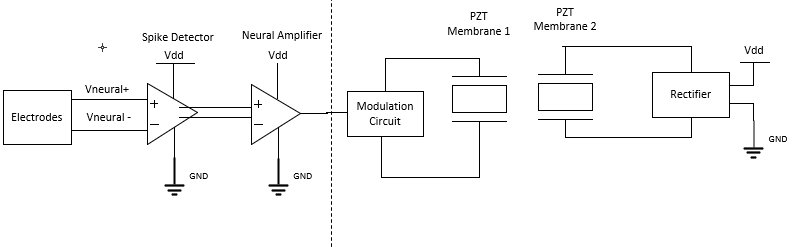 PZT
Membrane 1
PZT
Membrane 2
Spike Detector
Neural Amplifier
Vdd
Vdd
Vdd
Vneural+
+
+
Electrodes
Vneural -
Modulation
Circuit
Rectifier
−
−
GND
GND
GND